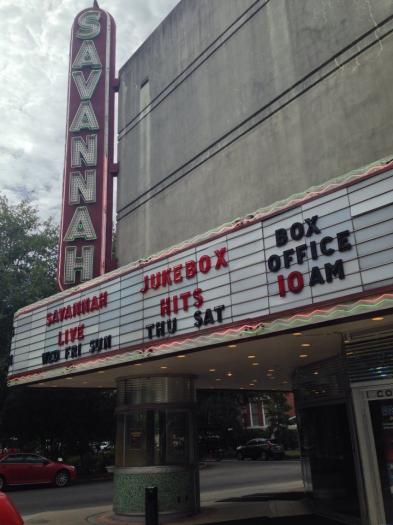 SAVANNAH
SAVANNAH
LIVE
WED FRI SUN
JUKEBOX
HITS
THU SAT
BOX
OFFICE
10 AM